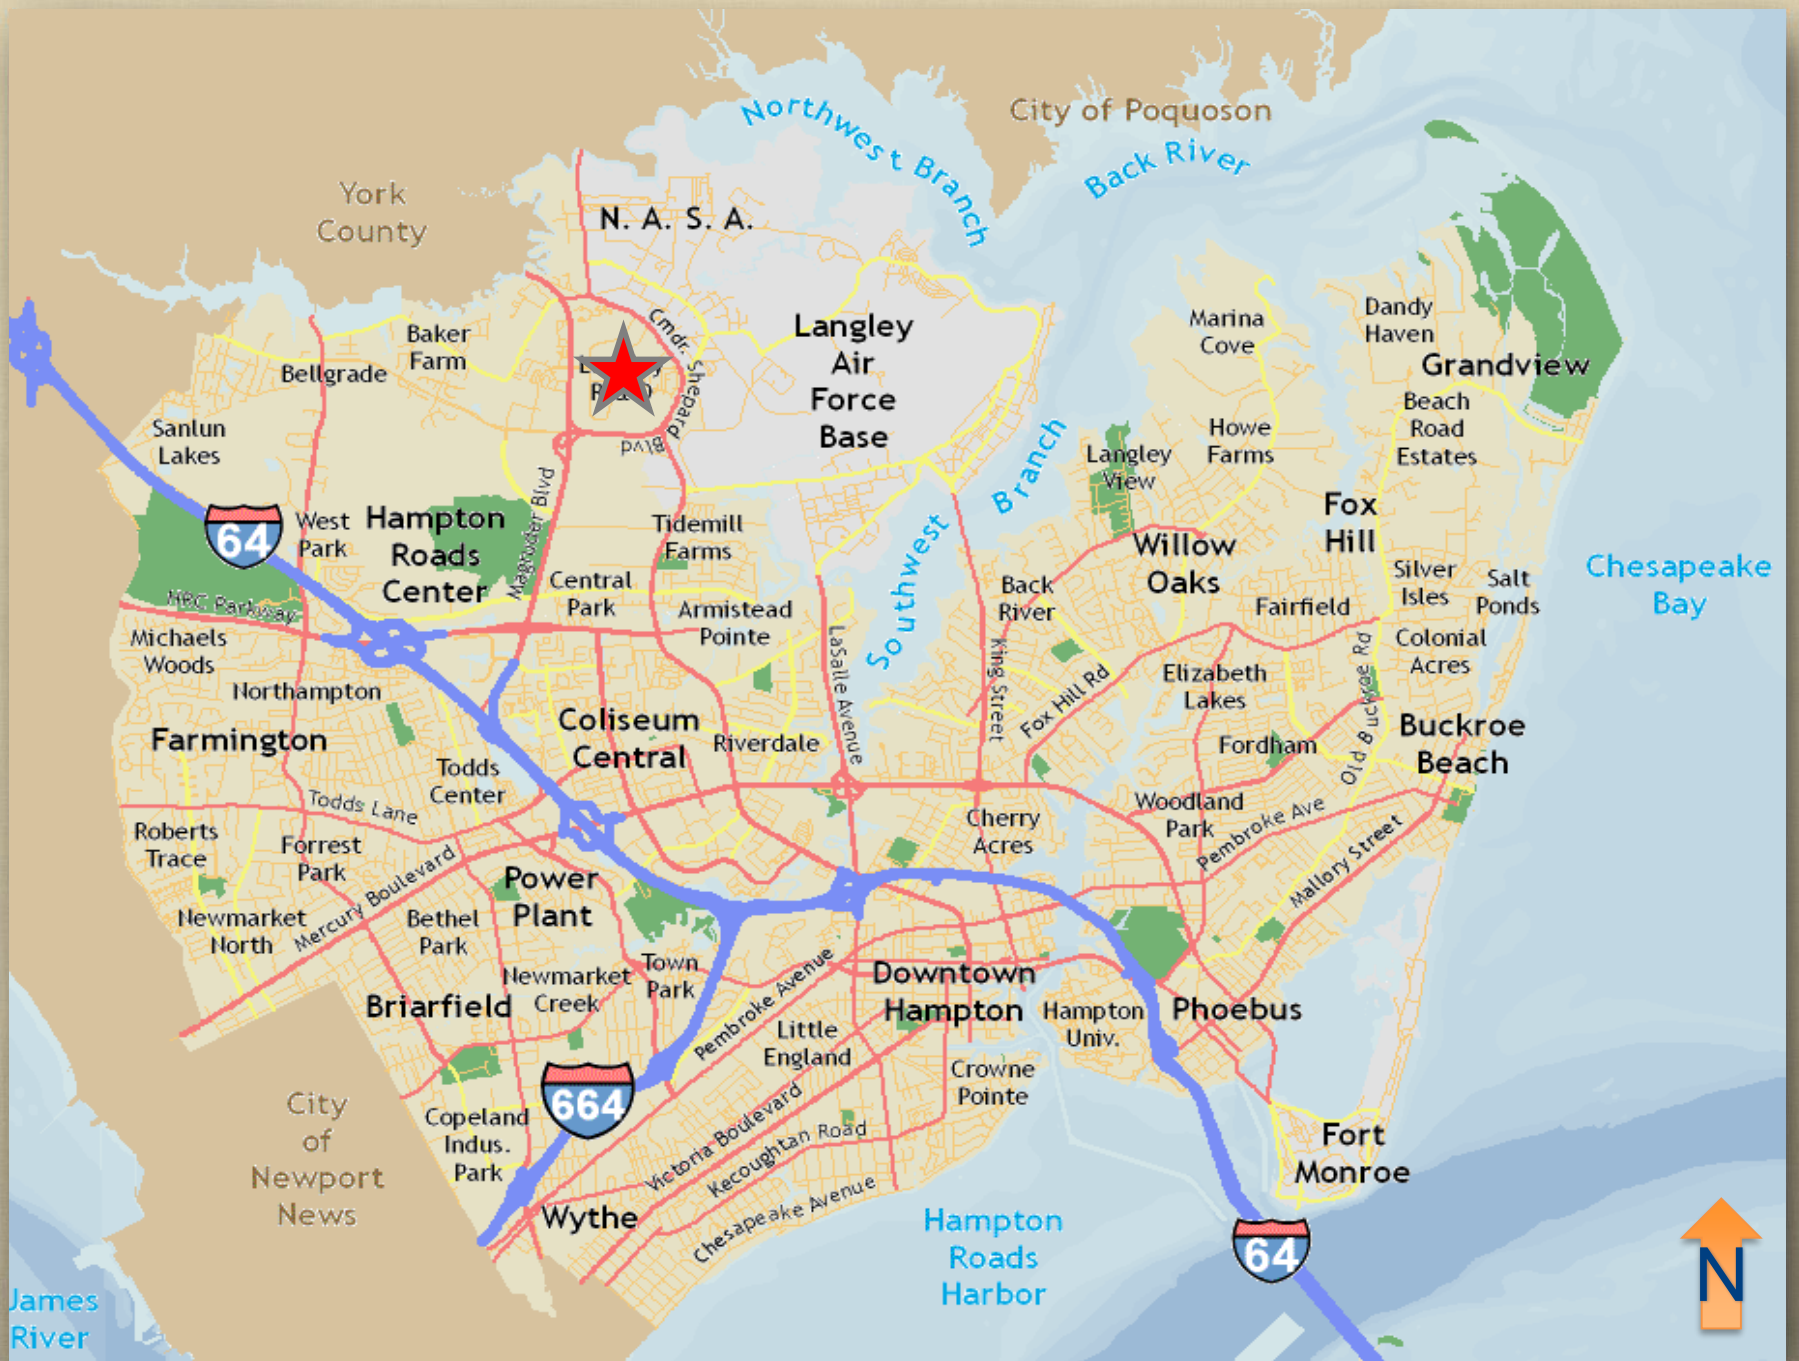 Northwest Branch
City of Poquoson
Back River
York
County
N. A. S. A.
Cmdr. Shepard Blvd
Langley
Air
Force
Base
Marina
Cove
Dandy
Haven
Grandview
Baker
Farm
Bellgrade
Sanlun
Lakes
Beach
Road
Estates
Howe
Farms
Langley
View
Southwest Branch
Fox
Hill
64
West
Park
Hampton
Roads
Center
Magruder Blvd
Tidemill
Farms
Willow
Oaks
Chesapeake
Bay
Silver
Isles
Salt
Ponds
Central
Park
Back
River
Fairfield
HRC Parkway
Armistead
Pointe
Michaels
Woods
Colonial
Acres
Northampton
LaSalle Avenue
King Street
Fox Hill Rd
Elizabeth
Lakes
Old Buckroe Rd
Farmington
Coliseum
Central
Riverdale
Fordham
Buckroe
Beach
Todds
Center
Todds Lane
Woodland
Park
Pembroke Ave
Mallory Street
Cherry
Acres
Roberts
Trace
Forrest
Park
Mercury Boulevard
Power
Plant
Newmarket
North
Bethel
Park
Newmarket
Creek
Town
Park
Pembroke Avenue
Downtown
Hampton
Hampton
Univ.
Phoebus
Briarfield
Little
England
Crowne
Pointe
664
City
of
Newport
News
Copeland
Indus.
Park
Victoria Boulevard
Kecoughtan Road
Chesapeake Avenue
Fort
Monroe
Wythe
Hampton
Roads
Harbor
64
N
James
River